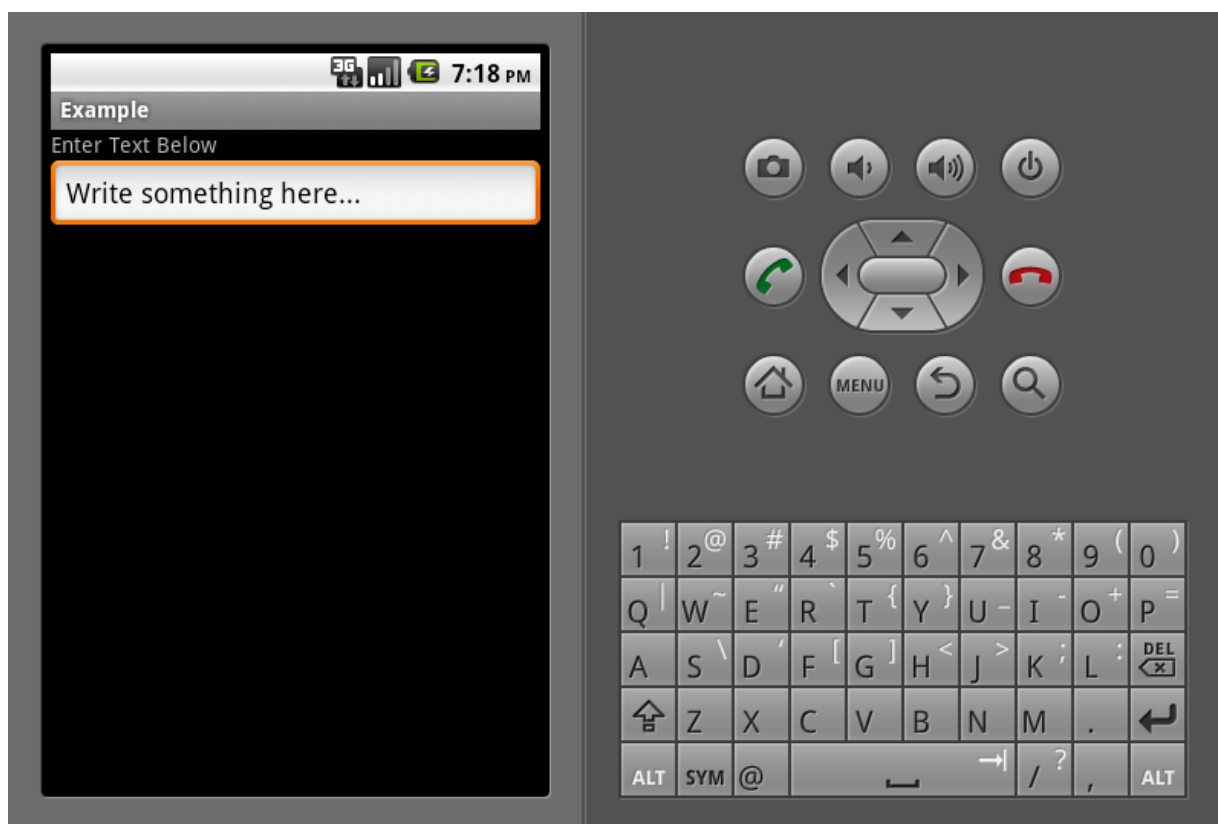 3G 7:18 PM
Example
Enter Text Below
Write something here...
MENU
1 ! 2 @ 3 # 4 $ 5 % 6 ^ 7 & 8 * 9 ( 0 )
Q | W ~ E " R ` T { Y } U _ I - O + P =
A S \ D ' F [ G ] H < J > K ; L : DEL
Z X C V B N M .
ALT SYM @ / ? , ALT